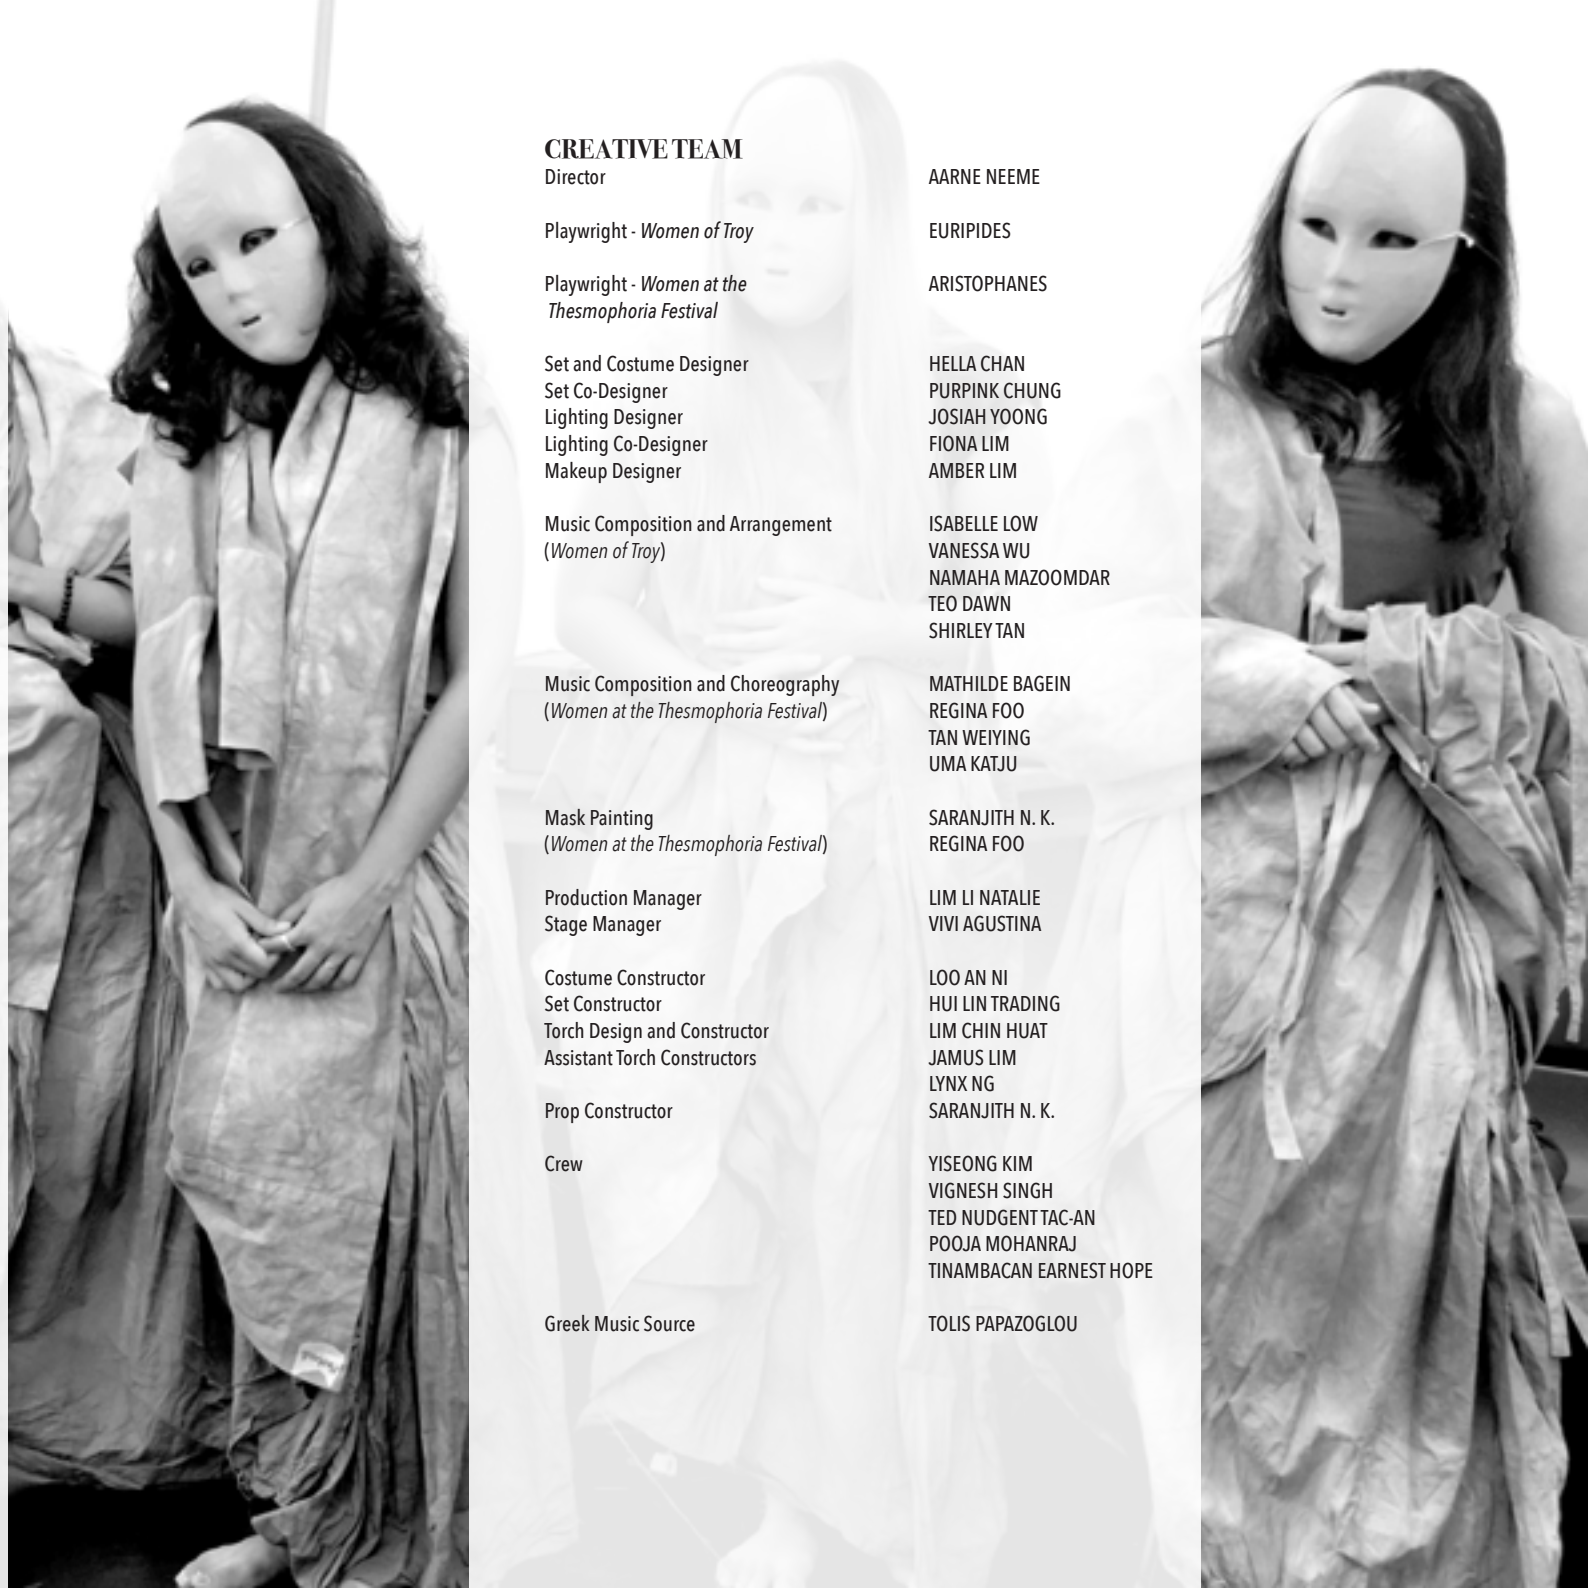 CREATIVE TEAM
Director AARNE NEEME
Playwright - Women of Troy EURIPIDES
Playwright - Women at the ARISTOPHANES
Thesmophoria Festival
Set and Costume Designer HELLA CHAN
Set Co-Designer PURPINK CHUNG
Lighting Designer JOSIAH YOONG
Lighting Co-Designer FIONA LIM
Makeup Designer AMBER LIM
Music Composition and Arrangement ISABELLE LOW
(Women of Troy) VANESSA WU
NAMAHA MAZOOMDAR
TEO DAWN
SHIRLEY TAN
Music Composition and Choreography MATHILDE BAGEIN
(Women at the Thesmophoria Festival) REGINA FOO
TAN WEIYING
UMA KATJU
Mask Painting SARANJITH N. K.
(Women at the Thesmophoria Festival) REGINA FOO
Production Manager LIM LI NATALIE
Stage Manager VIVI AGUSTINA
Costume Constructor LOO AN NI
Set Constructor HUI LIN TRADING
Torch Design and Constructor LIM CHIN HUAT
Assistant Torch Constructors JAMUS LIM
LYNX NG
Prop Constructor SARANJITH N. K.
Crew YISEONG KIM
VIGNESH SINGH
TED NUDGENT TAC-AN
POOJA MOHANRAJ
TINAMBACAN EARNEST HOPE
Greek Music Source TOLIS PAPAZOGLOU